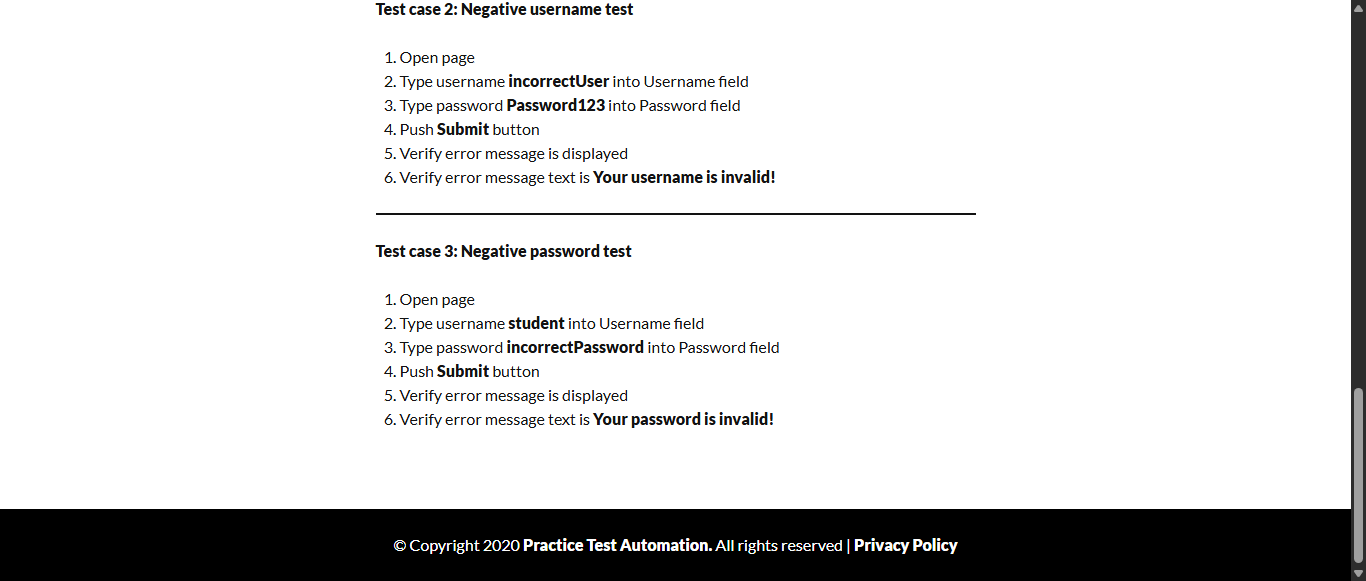 Test case 2: Negative username test
1. Open page
2. Type username incorrectUser into Username field
3. Type password Password123 into Password field
4. Push Submit button
5. Verify error message is displayed
6. Verify error message text is Your username is invalid!
Test case 3: Negative password test
1. Open page
2. Type username student into Username field
3. Type password incorrectPassword into Password field
4. Push Submit button
5. Verify error message is displayed
6. Verify error message text is Your password is invalid!
© Copyright 2020 Practice Test Automation. All rights reserved | Privacy Policy